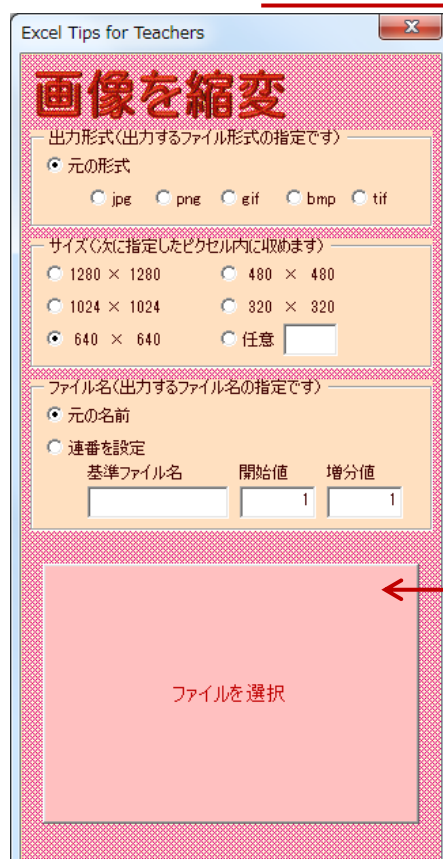 Excel Tips for Teachers
画像を縮変
出力形式(出力するファイル形式の指定です)
元の形式
jpg png gif bmp tif
サイズ(次に指定したピクセル内に収めます)
1280 × 1280 480 × 480
1024 × 1024 320 × 320
640 × 640 任意
ファイル名(出力するファイル名の指定です)
元の名前
連番を設定
基準ファイル名 開始値 増分値
1 1
ファイルを選択